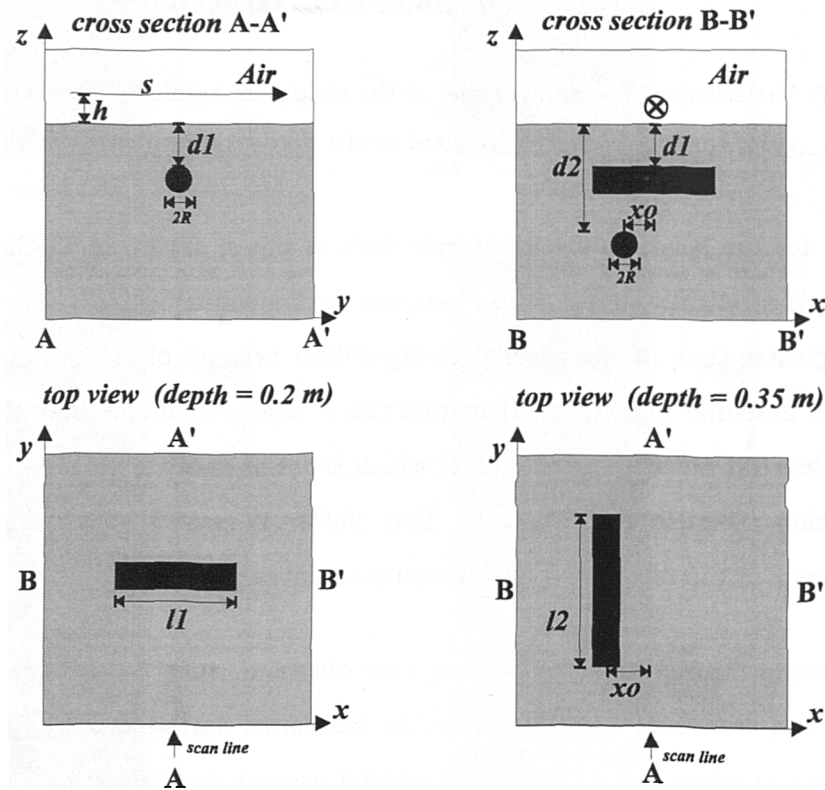 cross section A-A'
z
s
Air
h
d1
2R
y
A
A'
cross section B-B'
z
Air
d2
d1
xo
2R
x
B
B'
top view (depth = 0.2 m)
A'
y
B
B'
l1
x
scan line
A
top view (depth = 0.35 m)
A'
y
B
B'
l2
xo
x
scan line
A